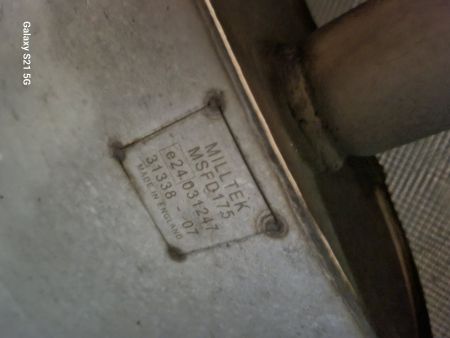 MILLTEK
MSFD175
e24.031247
31338 - 07
MADE IN ENGLAND
Galaxy S21 5G